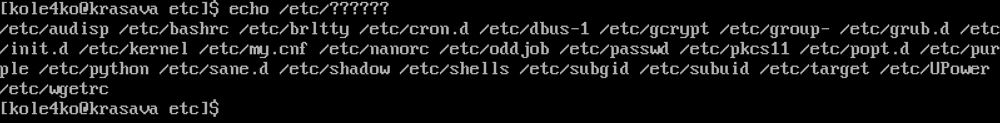 [kole4ko@krasava etc]$ echo /etc/??????
/etc/audisp /etc/bashrc /etc/brltty /etc/cron.d /etc/dbus-1 /etc/gcrypt /etc/group- /etc/grub.d /etc
/init.d /etc/kernel /etc/my.cnf /etc/nanorc /etc/oddjob /etc/passwd /etc/pkcs11 /etc/popt.d /etc/pur
ple /etc/python /etc/sane.d /etc/shadow /etc/shells /etc/subgid /etc/subuid /etc/target /etc/UPower
/etc/wgetrc
[kole4ko@krasava etc]$